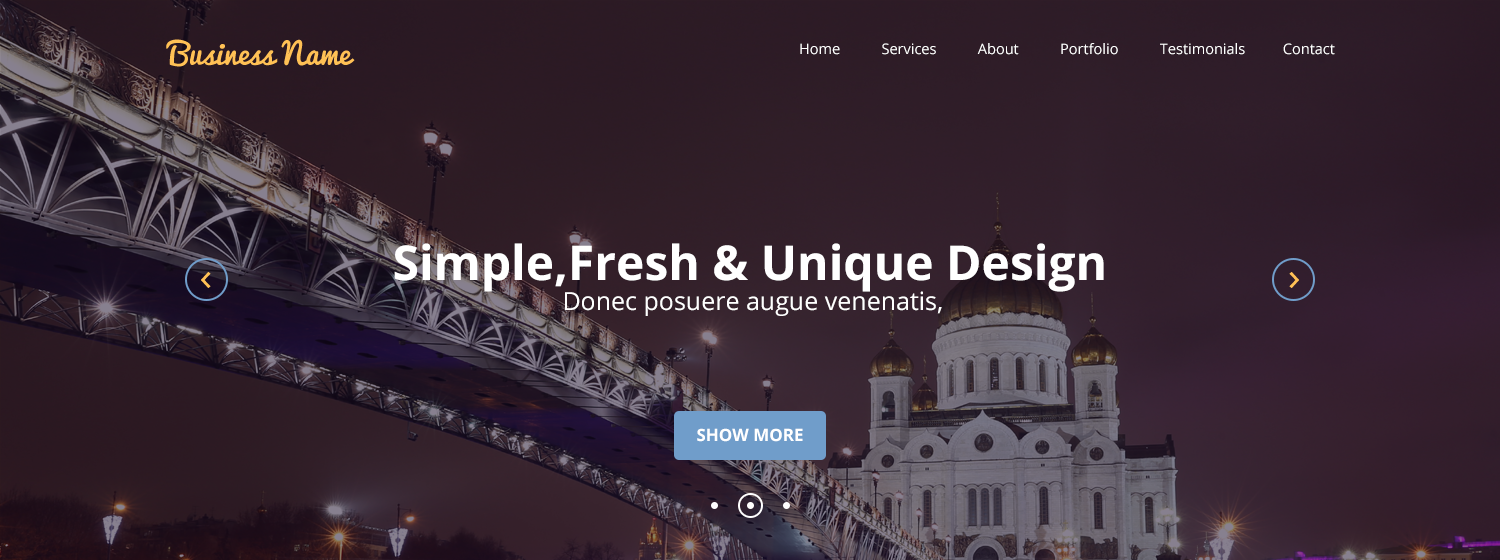 Business Name
Home Services About Portfolio Testimonials Contact
Simple,Fresh & Unique Design
Donec posuere augue venenatis,
SHOW MORE